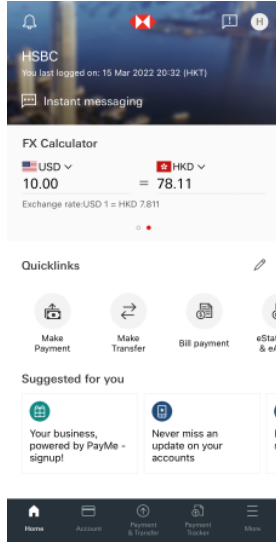 H
HSBC
You last logged on: 15 Mar 2022 20:32 (HKT)
Instant messaging
FX Calculator
USD
HKD
10.00 = 78.11
Exchange rate:USD 1 = HKD 7.811
Quicklinks
Make
Payment
Make
Transfer
Bill payment
eStat
& eA
Suggested for you
Your business,
powered by PayMe -
signup!
Never miss an
update on your
accounts
Home
Account
Payment
& Transfer
Payment
Tracker
More